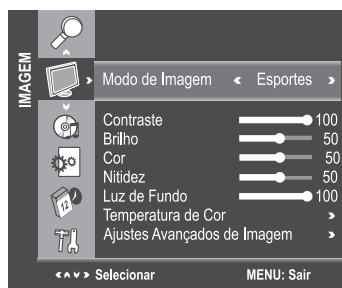 IMAGEM
Modo de Imagem Esportes
Contraste 100
Brilho 50
Cor 50
Nitidez 50
Luz de Fundo 100
Temperatura de Cor
Ajustes Avançados de Imagem
12
Selecionar MENU: Sair